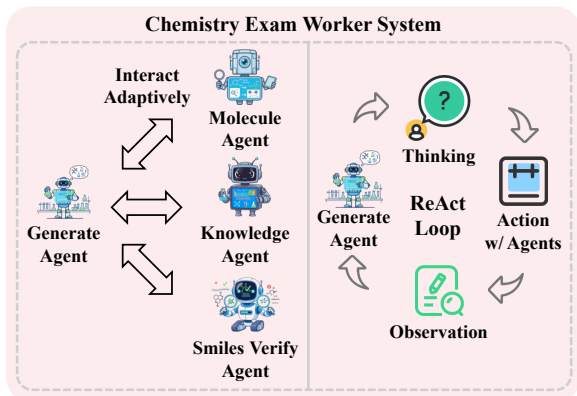 Chemistry Exam Worker System
Interact
Adaptively
Molecule
Agent
Generate
Agent
Knowledge
Agent
Smiles Verify
Agent
?
Thinking
Generate
Agent
ReAct
Loop
Action
w/ Agents
Observation